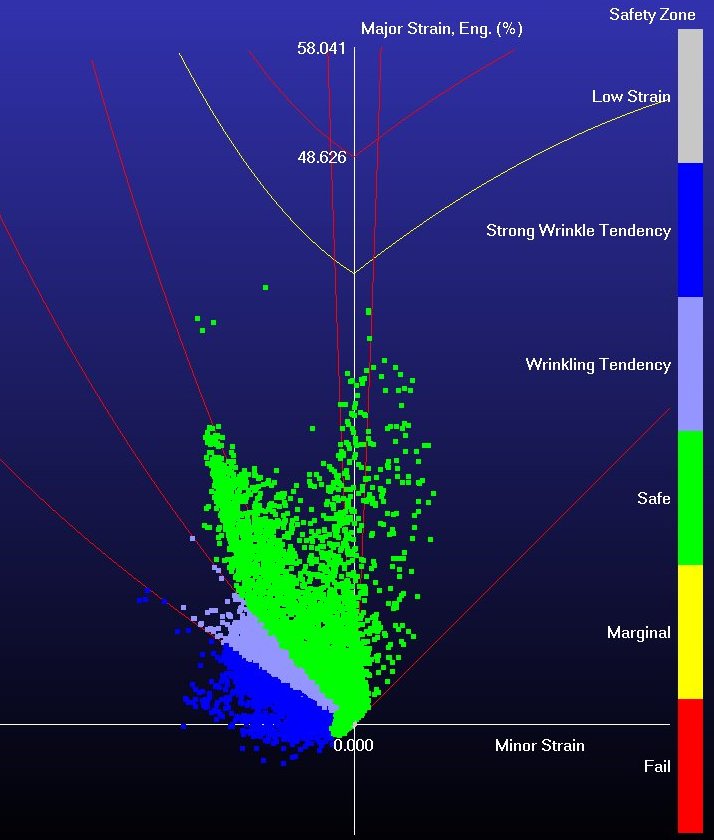 Safety Zone
Major Strain, Eng. (%)
58.041
Low Strain
48.626
Strong Wrinkle Tendency
Wrinkling Tendency
Safe
Marginal
0.000
Minor Strain
Fail